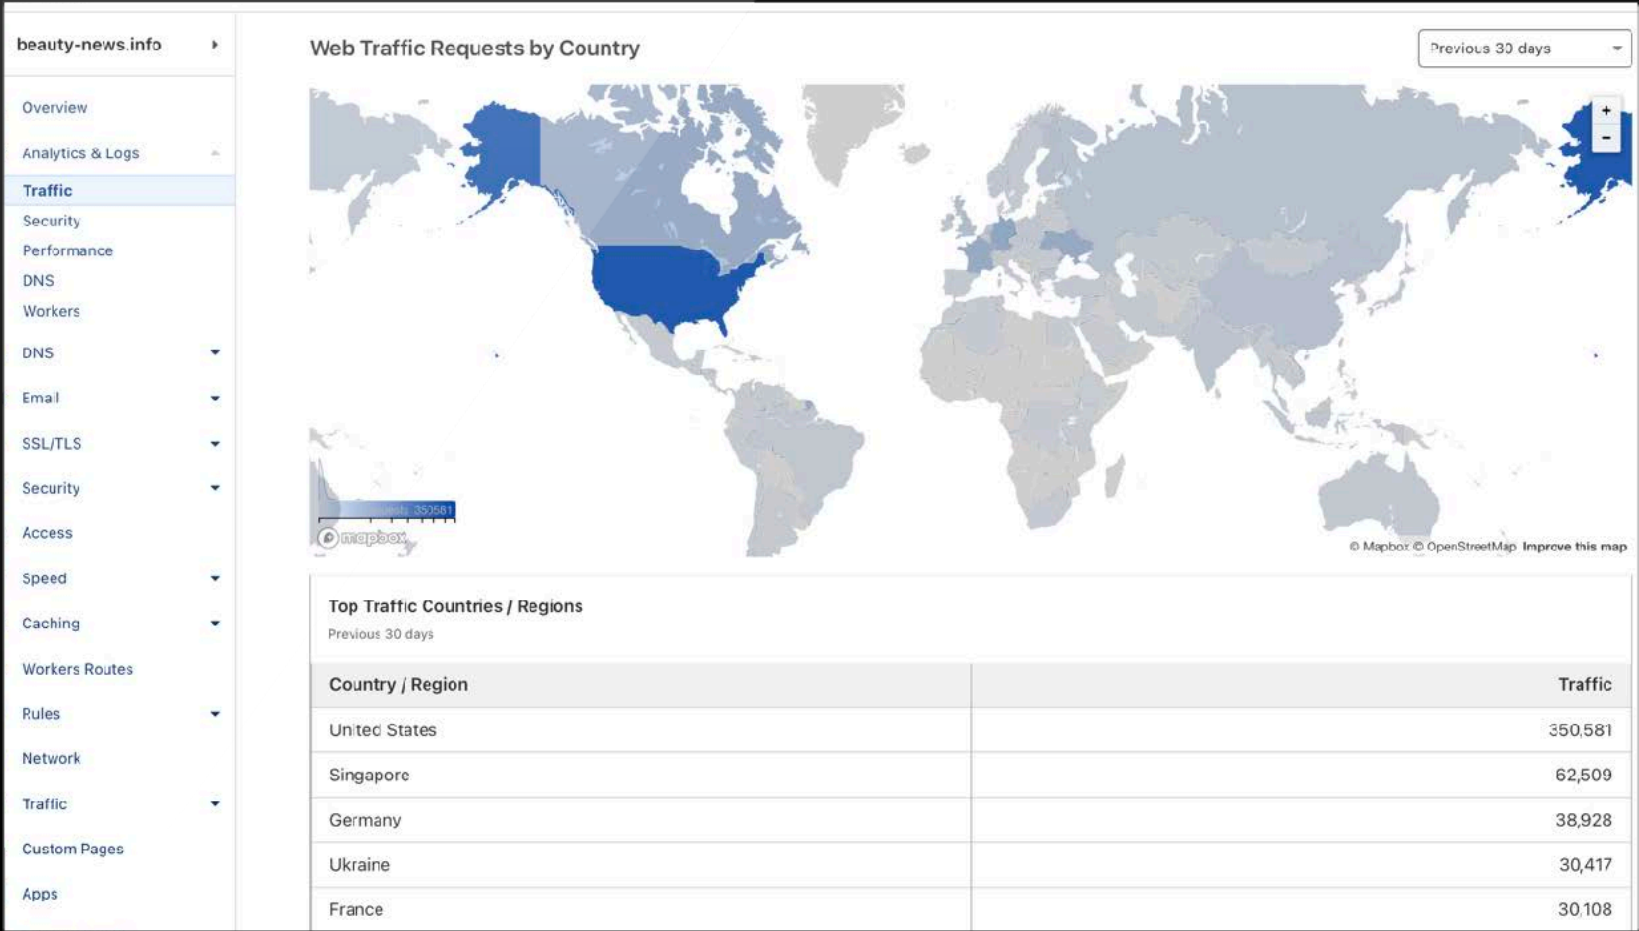 beauty-news.info
Overview
Analytics & Logs
Traffic
Security
Performance
DNS
Workers
DNS
Email
SSL/TLS
Security
Access
Speed
Caching
Workers Routes
Rules
Network
Traffic
Custom Pages
Apps
Web Traffic Requests by Country
Previous 30 days
+
-
350581
mapbox
© Mapbox © OpenStreetMap Improve this map
Top Traffic Countries / Regions
Previous 30 days
Country / Region Traffic
United States 350,581
Singapore 62,509
Germany 38,928
Ukraine 30,417
France 30,108